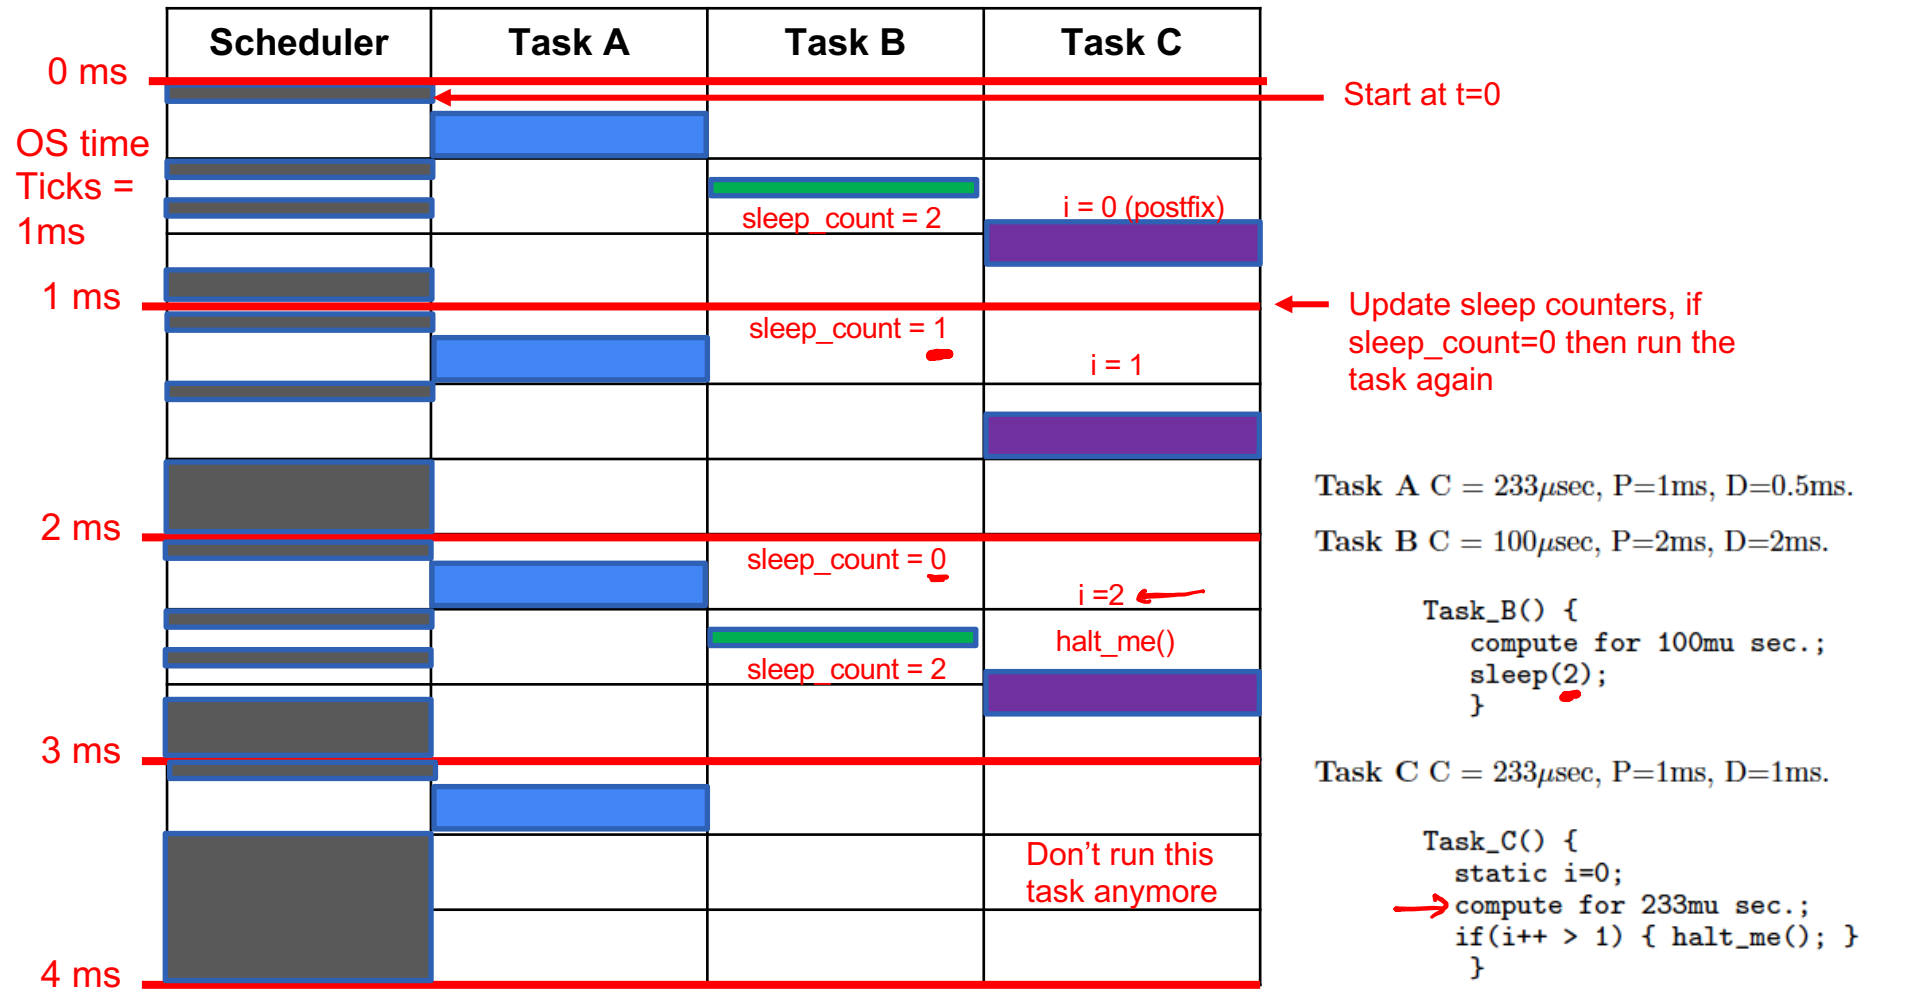 Scheduler Task A Task B Task C
0 ms
Start at t=0
OS time
Ticks =
1ms
sleep_count = 2
i = 0 (postfix)
1 ms
sleep_count = 1
i = 1
Update sleep counters, if
sleep_count=0 then run the
task again
2 ms
sleep_count = 0
i =2
halt_me()
sleep_count = 2
3 ms
Don't run this
task anymore
4 ms
Task A C = 233μsec, P=1ms, D=0.5ms.
Task B C = 100μsec, P=2ms, D=2ms.
Task_B() {
compute for 100mu sec.;
sleep(2);
}
Task C C = 233μsec, P=1ms, D=1ms.
Task_C() {
static i=0;
compute for 233mu sec.;
if(i++ > 1) { halt_me(); }
}